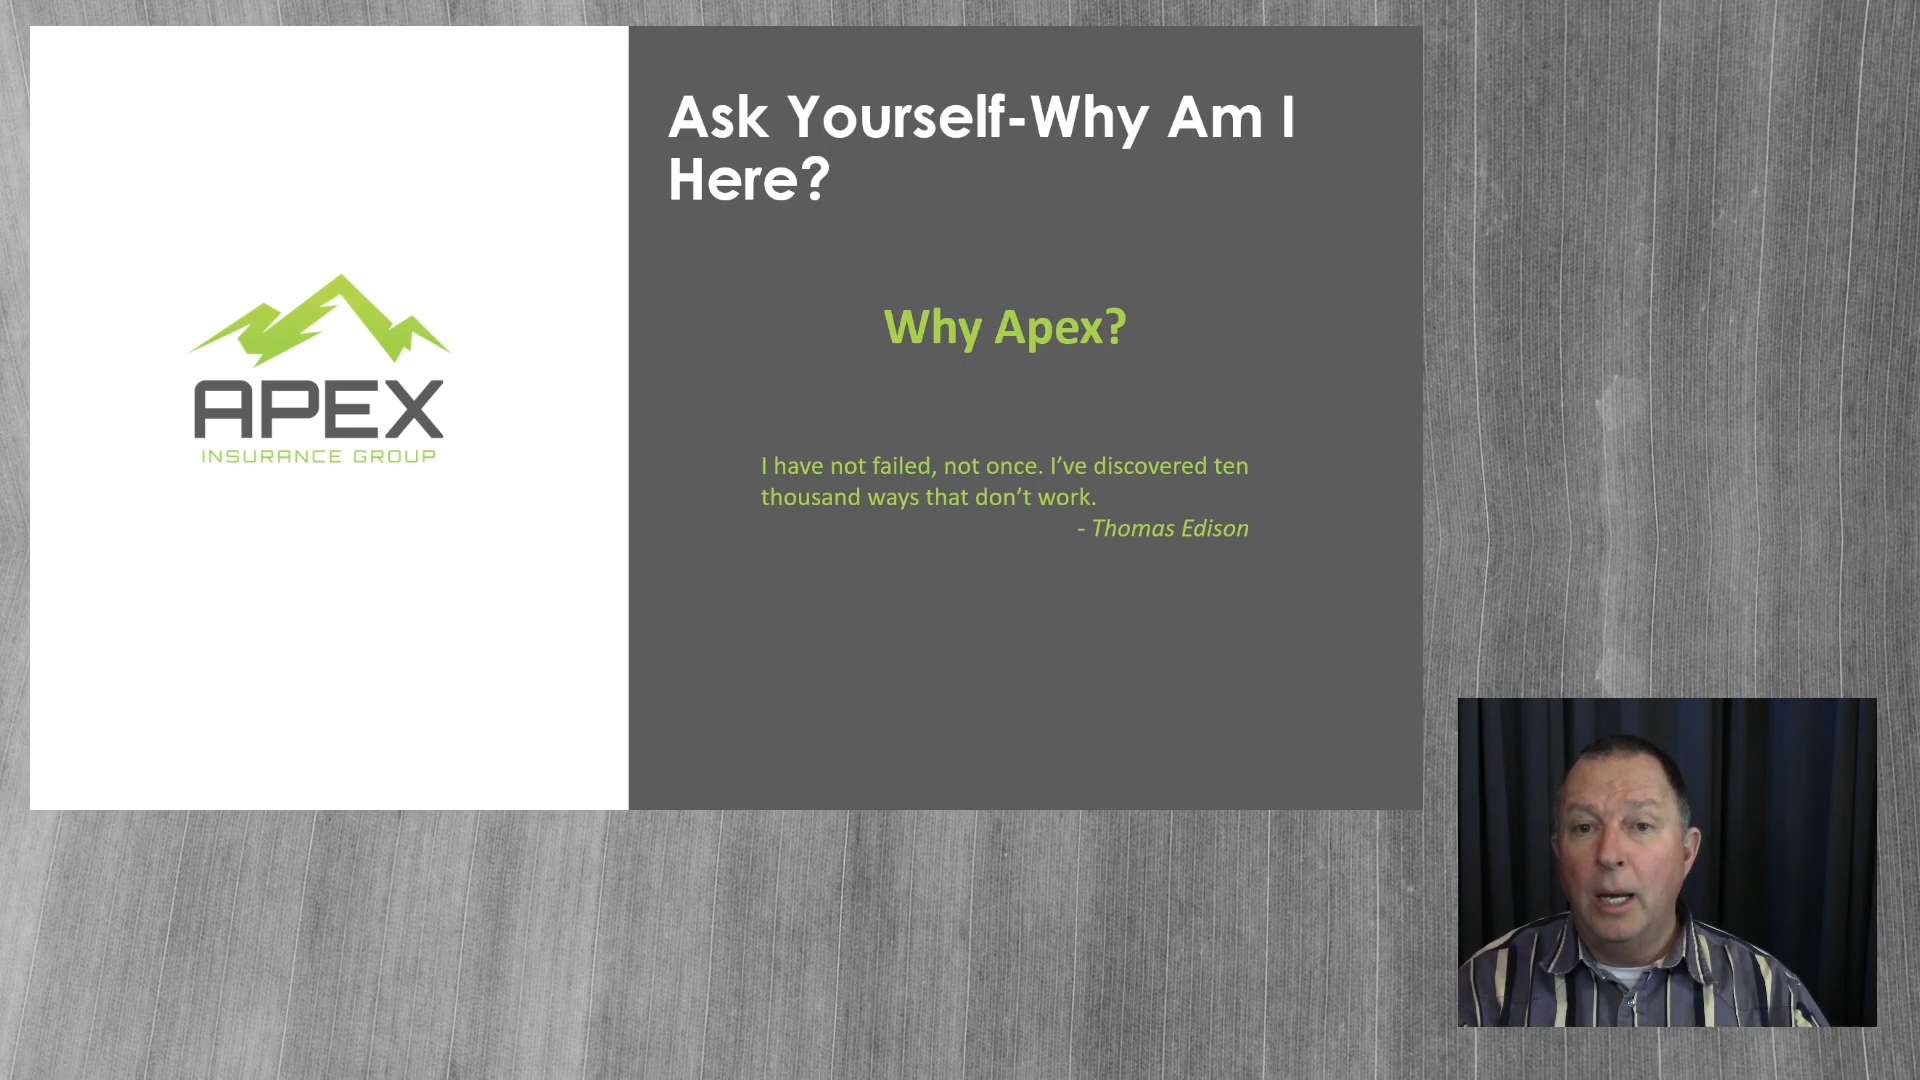 Ask Yourself-Why Am I
Here?
Why Apex?
APEX
INSURANCE GROUP
I have not failed, not once. I’ve discovered ten
thousand ways that don’t work.
- Thomas Edison